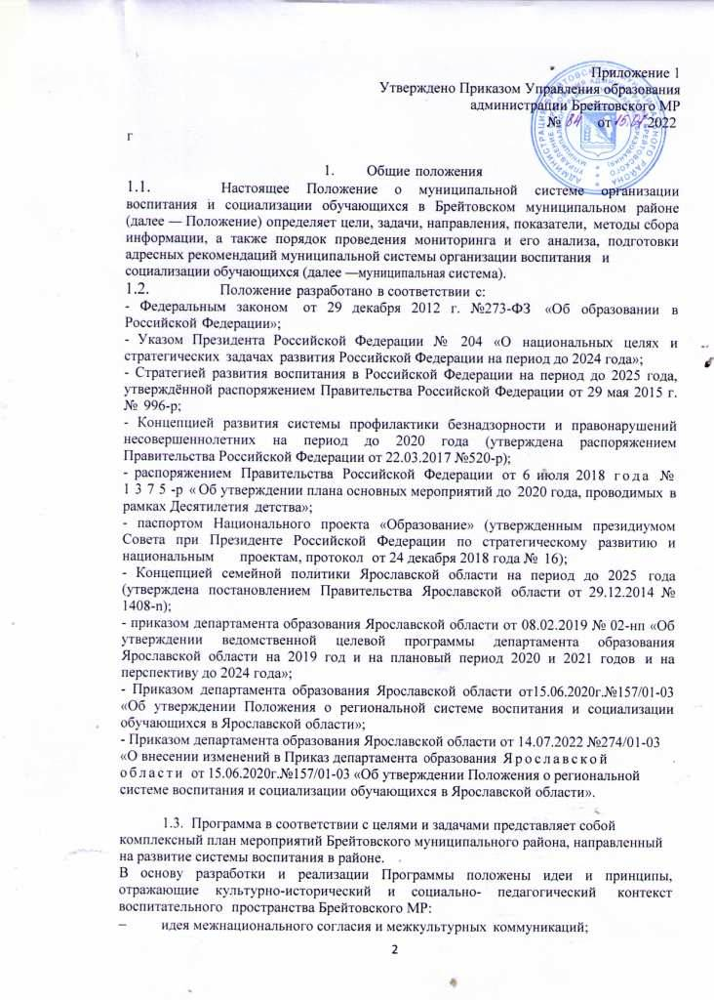 Приложение 1
Утверждено Приказом Управления образования
администрации Брейтовского МР
№ 84 от 15.07.2022
г
1. Общие положения
1.1. Настоящее Положение о муниципальной системе организации
воспитания и социализации обучающихся в Брейтовском муниципальном районе
(далее — Положение) определяет цели, задачи, направления, показатели, методы сбора
информации, а также порядок проведения мониторинга и его анализа, подготовки
адресных рекомендаций муниципальной системы организации воспитания и
социализации обучающихся (далее —муниципальная система).
1.2. Положение разработано в соответствии с:
- Федеральным законом от 29 декабря 2012 г. №273-ФЗ «Об образовании в
Российской Федерации»;
- Указом Президента Российской Федерации № 204 «О национальных целях и
стратегических задачах развития Российской Федерации на период до 2024 года»;
- Стратегией развития воспитания в Российской Федерации на период до 2025 года,
утверждённой распоряжением Правительства Российской Федерации от 29 мая 2015 г.
№ 996-р;
- Концепцией развития системы профилактики безнадзорности и правонарушений
несовершеннолетних на период до 2020 года (утверждена распоряжением
Правительства Российской Федерации от 22.03.2017 №520-р);
- распоряжением Правительства Российской Федерации от 6 июля 2018 года №
1375-р «Об утверждении плана основных мероприятий до 2020 года, проводимых в
рамках Десятилетия детства»;
- паспортом Национального проекта «Образование» (утвержденным президиумом
Совета при Президенте Российской Федерации по стратегическому развитию и
национальным проектам, протокол от 24 декабря 2018 года № 16);
- Концепцией семейной политики Ярославской области на период до 2025 года
(утверждена постановлением Правительства Ярославской области от 29.12.2014 №
1408-п);
- приказом департамента образования Ярославской области от 08.02.2019 № 02-нп «Об
утверждении ведомственной целевой программы департамента образования
Ярославской области на 2019 год и на плановый период 2020 и 2021 годов и на
перспективу до 2024 года»;
- Приказом департамента образования Ярославской области от15.06.2020г.№157/01-03
«Об утверждении Положения о региональной системе воспитания и социализации
обучающихся в Ярославской области»;
- Приказом департамента образования Ярославской области от 14.07.2022 №274/01-03
«О внесении изменений в Приказ департамента образования Ярославской
области от 15.06.2020г.№157/01-03 «Об утверждении Положения о региональной
системе воспитания и социализации обучающихся в Ярославской области».
1.3. Программа в соответствии с целями и задачами представляет собой
комплексный план мероприятий Брейтовского муниципального района, направленный
на развитие системы воспитания в районе.
В основу разработки и реализации Программы положены идеи и принципы,
отражающие культурно-исторический и социально- педагогический контекст
воспитательного пространства Брейтовского МР:
– идея межнационального согласия и межкультурных коммуникаций;
2